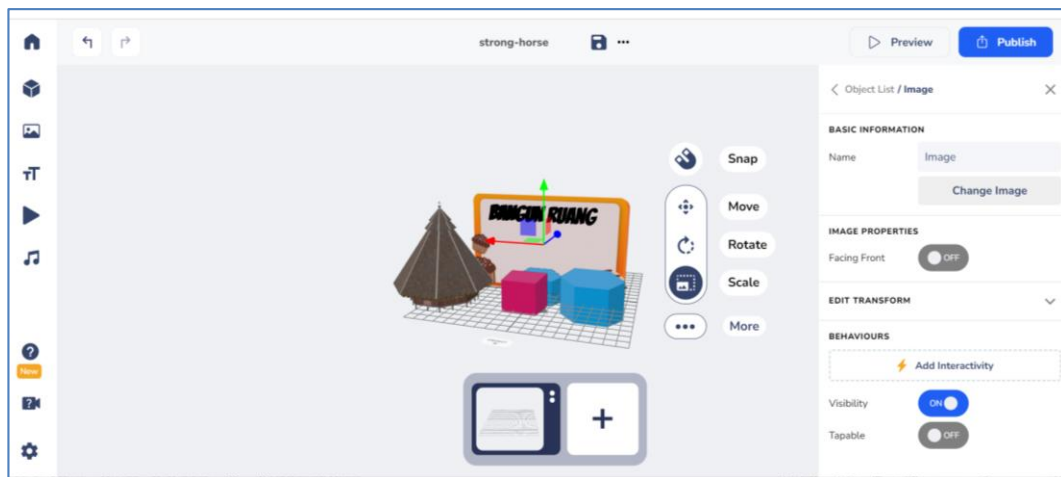 strong-horse
...
Preview
Publish
TT
New
?
?
BANGUN RUANG
Snap
Move
Rotate
Scale
More
+
Object List / Image
BASIC INFORMATION
Name
Image
Change Image
IMAGE PROPERTIES
Facing Front
OFF
EDIT TRANSFORM
BEHAVIOURS
Add Interactivity
Visibility
ON
Tapable
OFF